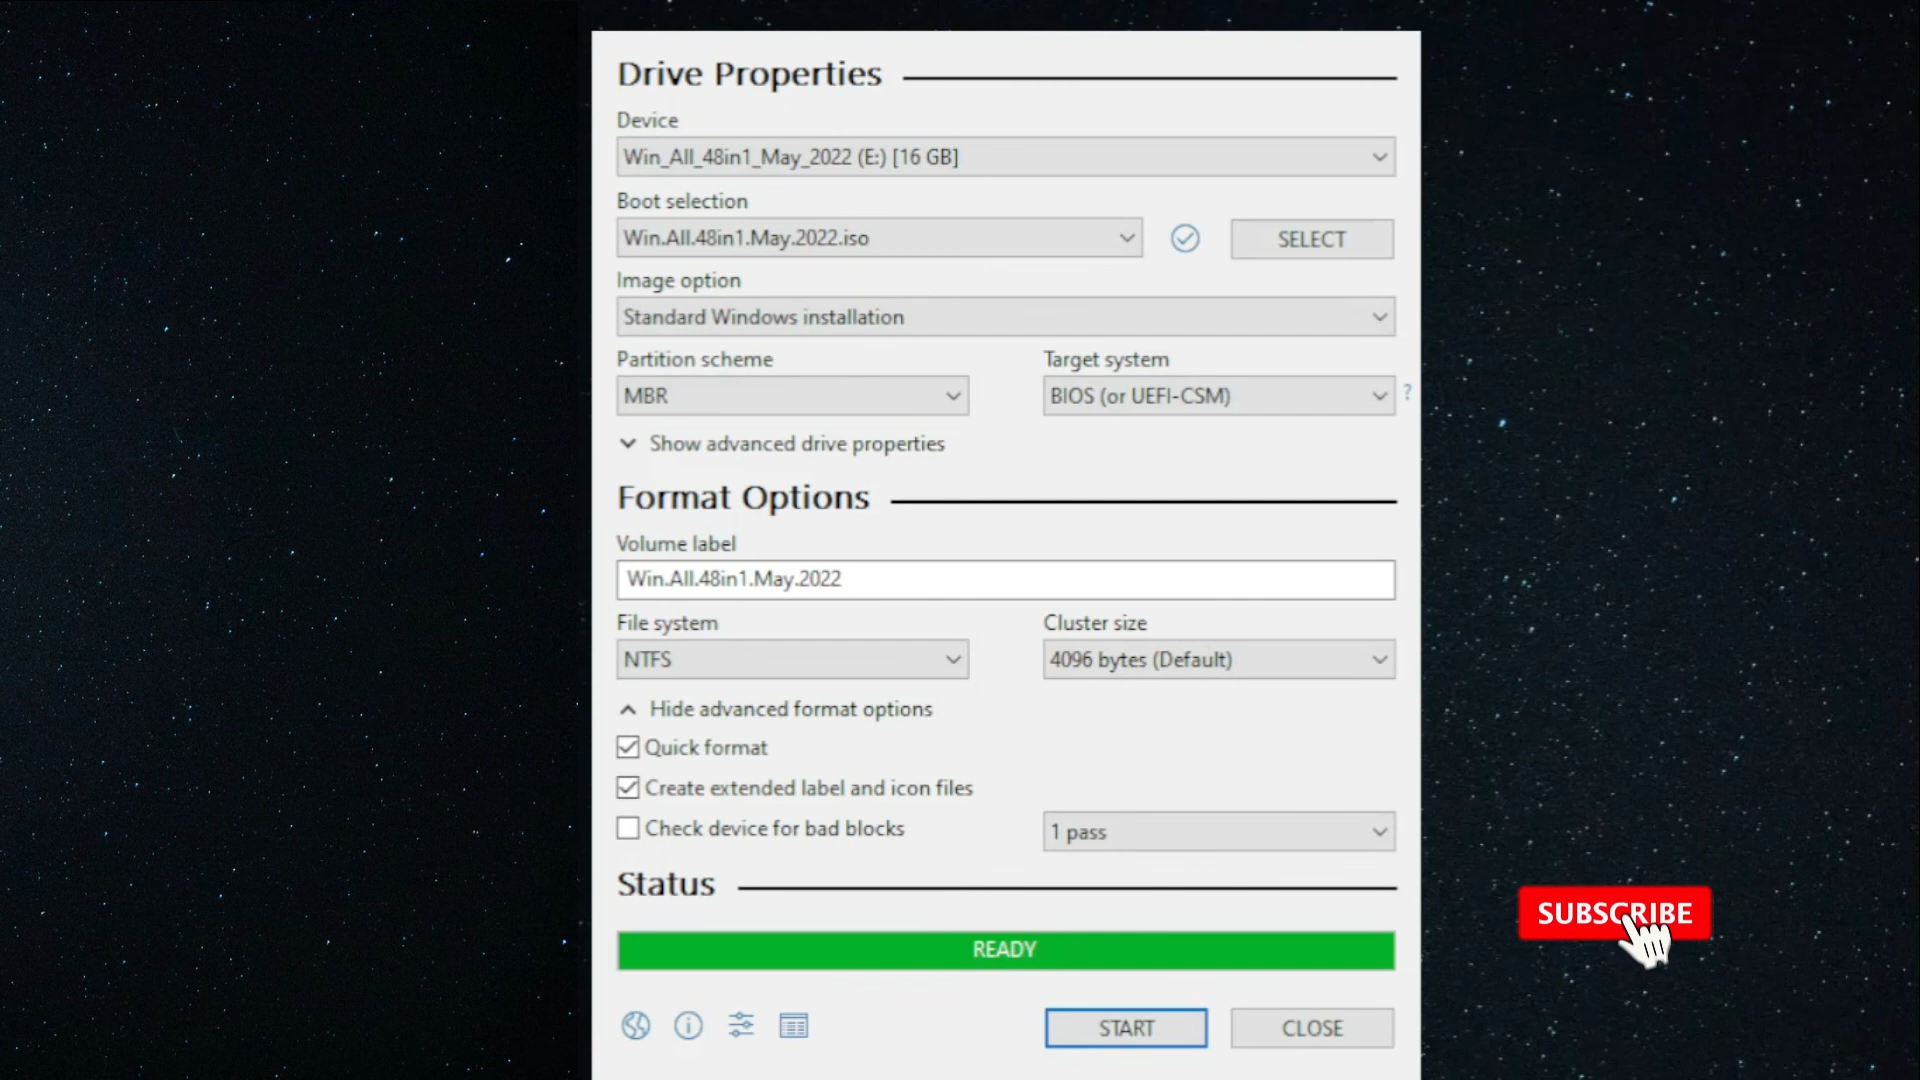 Drive Properties
Device
Win_All_48in1_May_2022 (E:) [16 GB]
Boot selection
Win.All.48in1.May.2022.iso
SELECT
Image option
Standard Windows installation
Partition scheme
Target system
MBR
BIOS (or UEFI-CSM)
?
Show advanced drive properties
Format Options
Volume label
Win.All.48in1.May.2022
File system
Cluster size
NTFS
4096 bytes (Default)
Hide advanced format options
Quick format
Create extended label and icon files
Check device for bad blocks
1 pass
Status
SUBSCRIBE
READY
START
CLOSE